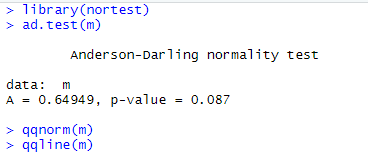 > library(nortest)
> ad.test(m)
Anderson-Darling normality test
data:  m
A = 0.64949, p-value = 0.087
> qqnorm(m)
> qqline(m)